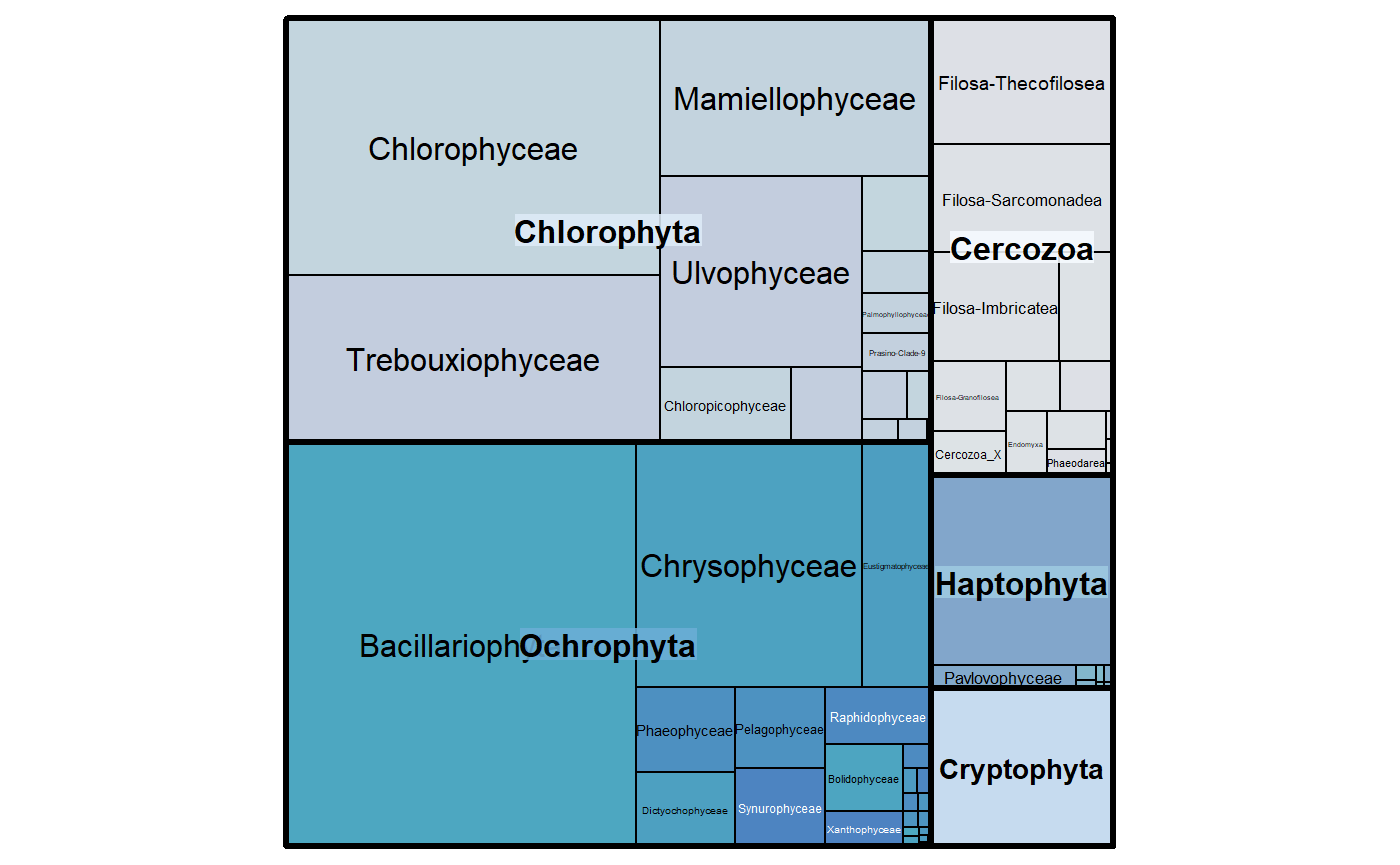 Chlorophyceae
Mamiellophyceae
Filosa-Thecofilosea
Filosa-Sarcomonadea
Chlorophyta
Cercozoa
Ulvophyceae
Filosa-Imbricatea
Palmophyllophyceae
Prasino-Clade-9
Trebouxiophyceae
Chloropicophyceae
Filosa-Granofilosea
Endomyxa
Cercozoa_X
Phaeodarea
Chrysophyceae
Eustigmatophyceae
Haptophyta
Bacillarioph
Ochrophyta
Pavlovophyceae
Phaeophyceae
Pelagophyceae
Raphidophyceae
Bolidophyceae
Cryptophyta
Dictyochophyceae
Synurophyceae
Xanthophyceae